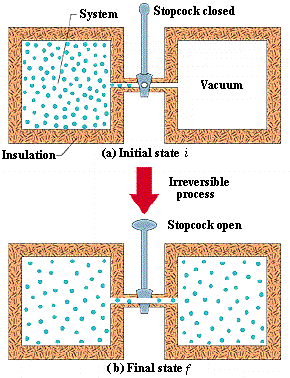 System
Stopcock closed
Vacuum
Insulation
(a) Initial state i
Irreversible
process
Stopcock open
(b) Final state f